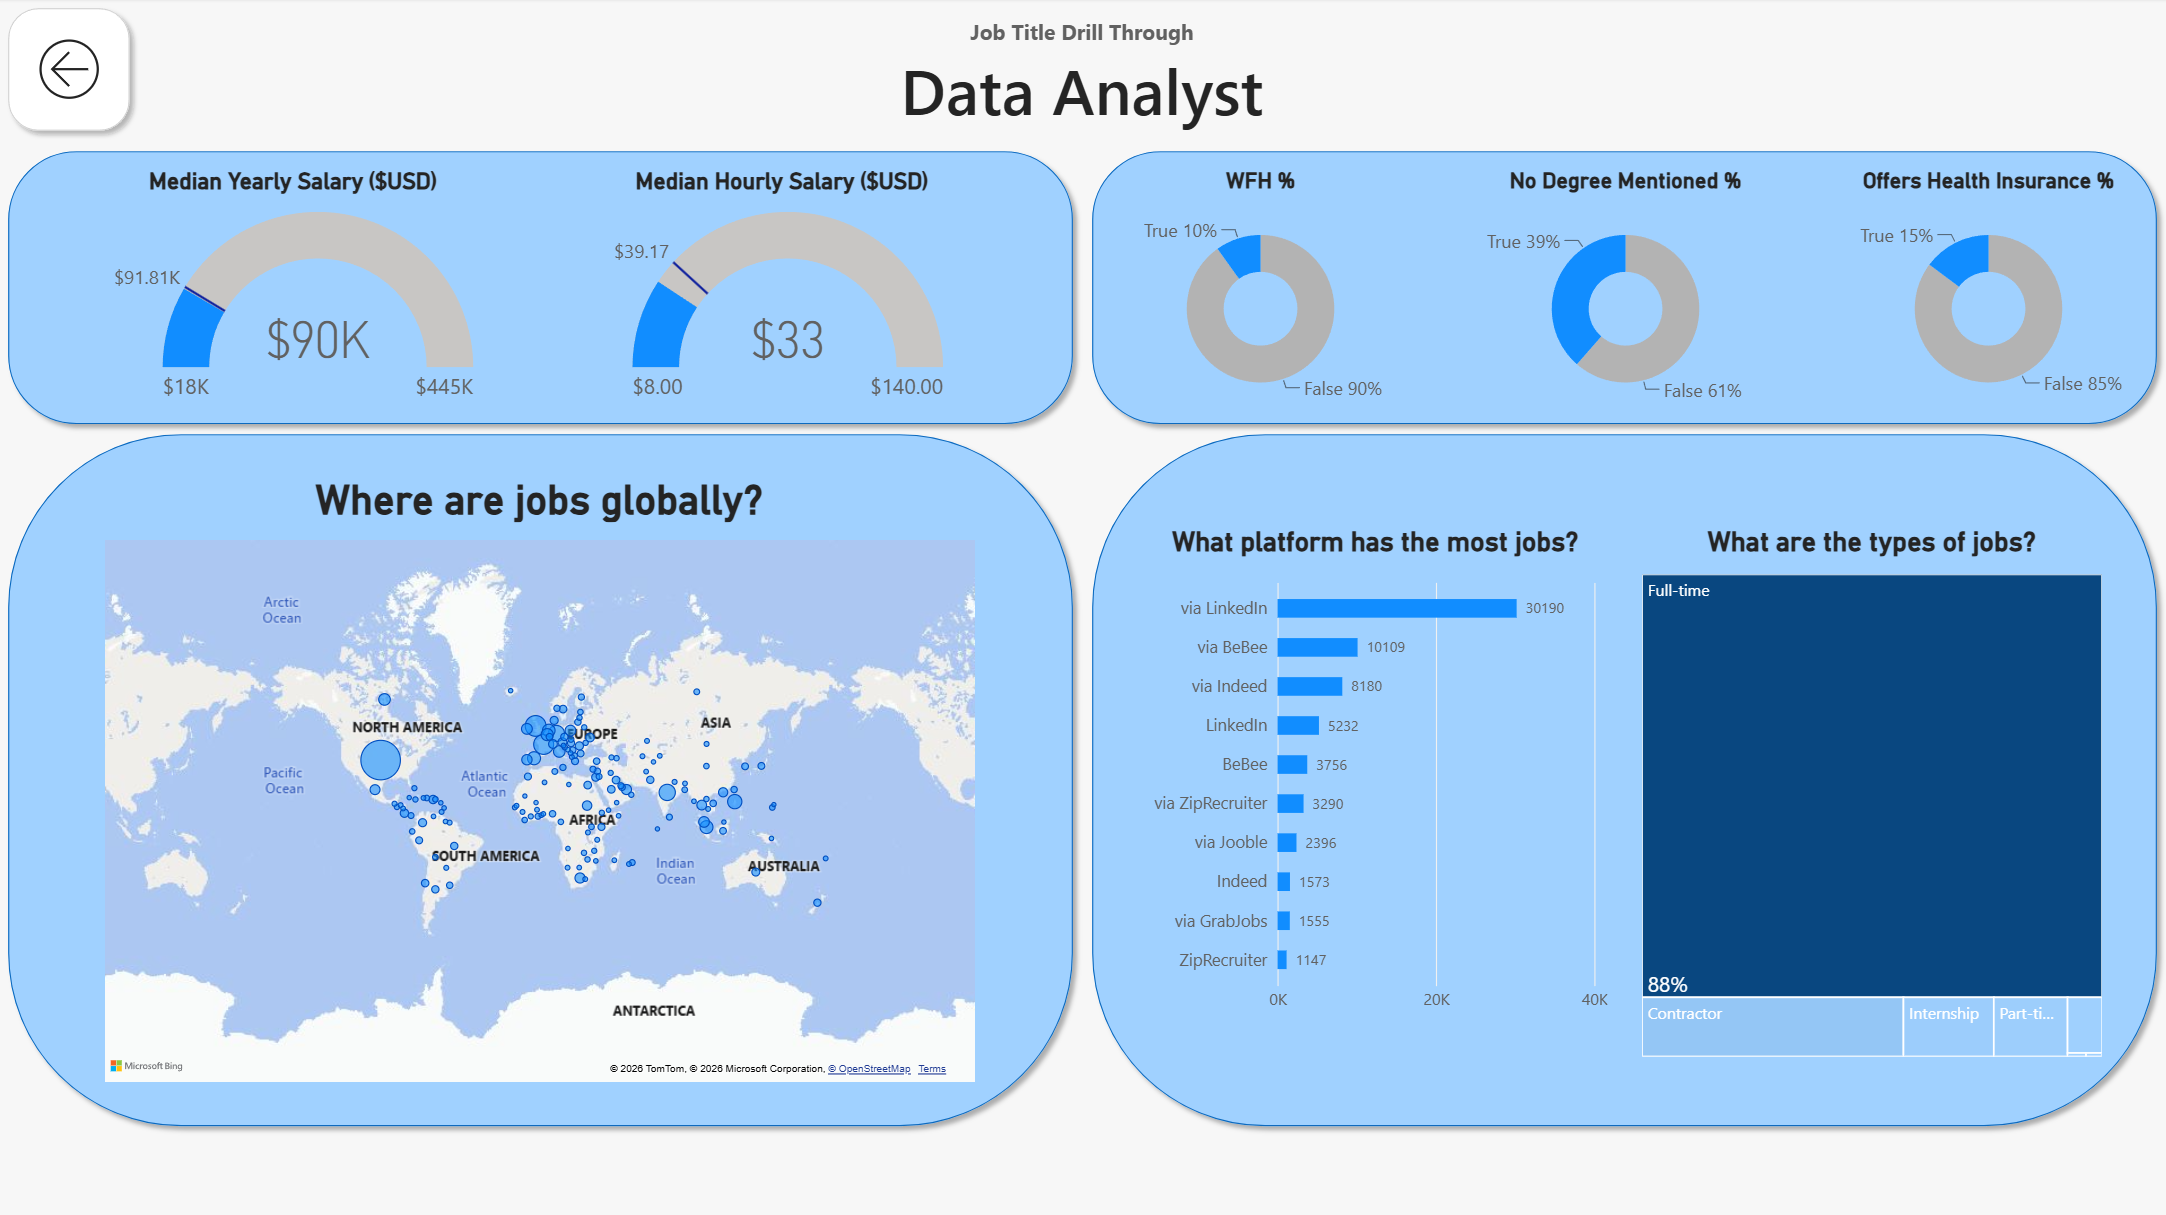 Job Title Drill Through
Data Analyst
Median Yearly Salary ($USD)
$91.81K
$90K
$18K
$445K
Median Hourly Salary ($USD)
$39.17
$33
$8.00
$140.00
WFH %
True 10%
False 90%
No Degree Mentioned %
True 39%
False 61%
Offers Health Insurance %
True 15%
False 85%
Where are jobs globally?
Arctic
Ocean
NORTH AMERICA
EUROPE
ASIA
Pacific
Ocean
Atlantic
Ocean
AFRICA
SOUTH AMERICA
Indian
Ocean
AUSTRALIA
ANTARCTICA
Microsoft Bing
© 2026 TomTom, © 2026 Microsoft Corporation, © OpenStreetMap Terms
What platform has the most jobs?
via LinkedIn 30190
via BeBee 10109
via Indeed 8180
LinkedIn 5232
BeBee 3756
via ZipRecruiter 3290
via Jooble 2396
Indeed 1573
via GrabJobs 1555
ZipRecruiter 1147
0K 20K 40K
What are the types of jobs?
Full-time
88%
Contractor
Internship
Part-ti...